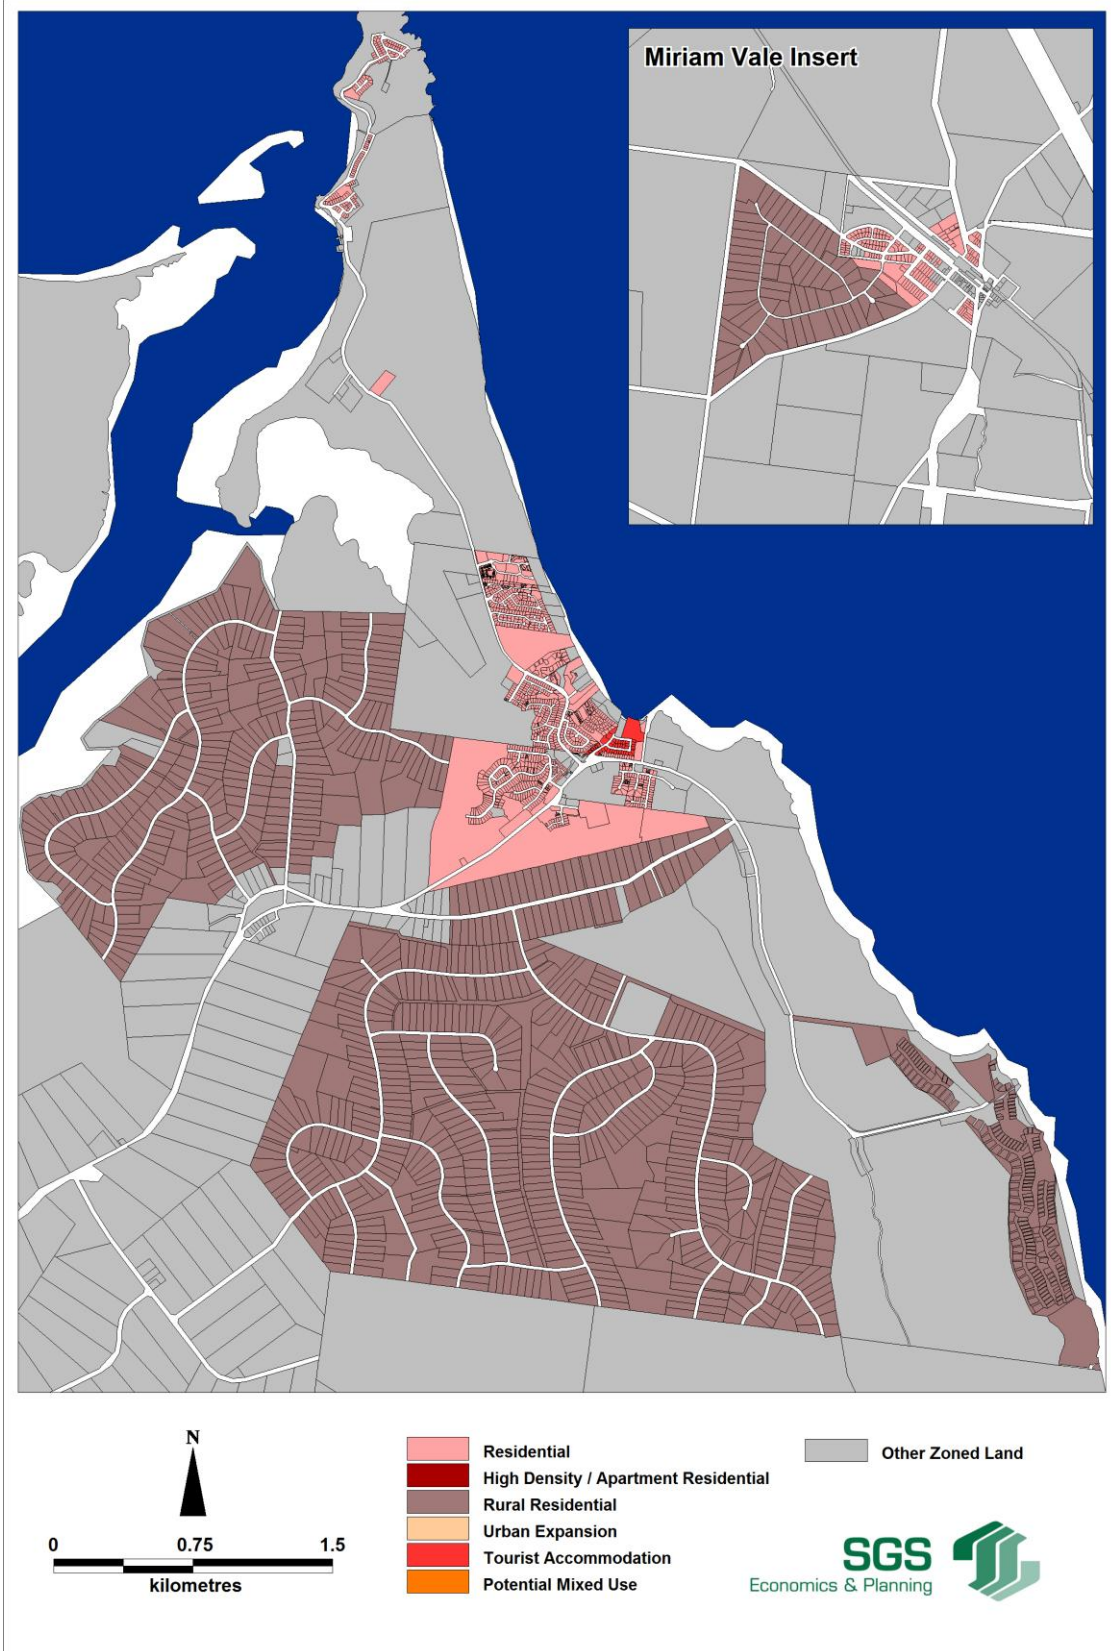 Miriam Vale Insert
N
0 0.75 1.5
kilometres
Residential
High Density / Apartment Residential
Rural Residential
Urban Expansion
Tourist Accommodation
Potential Mixed Use
Other Zoned Land
SGS
Economics & Planning